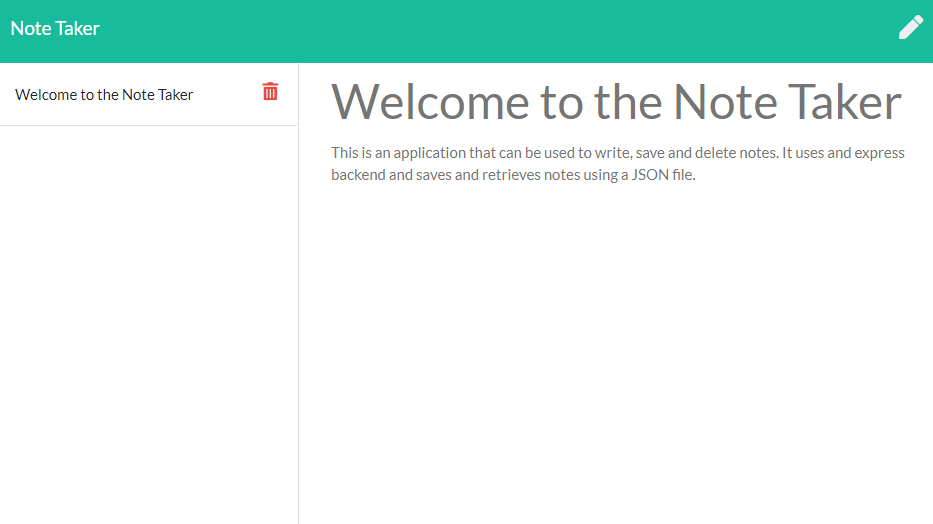 Note Taker
Welcome to the Note Taker
Welcome to the Note Taker
This is an application that can be used to write, save and delete notes. It uses and express
backend and saves and retrieves notes using a JSON file.